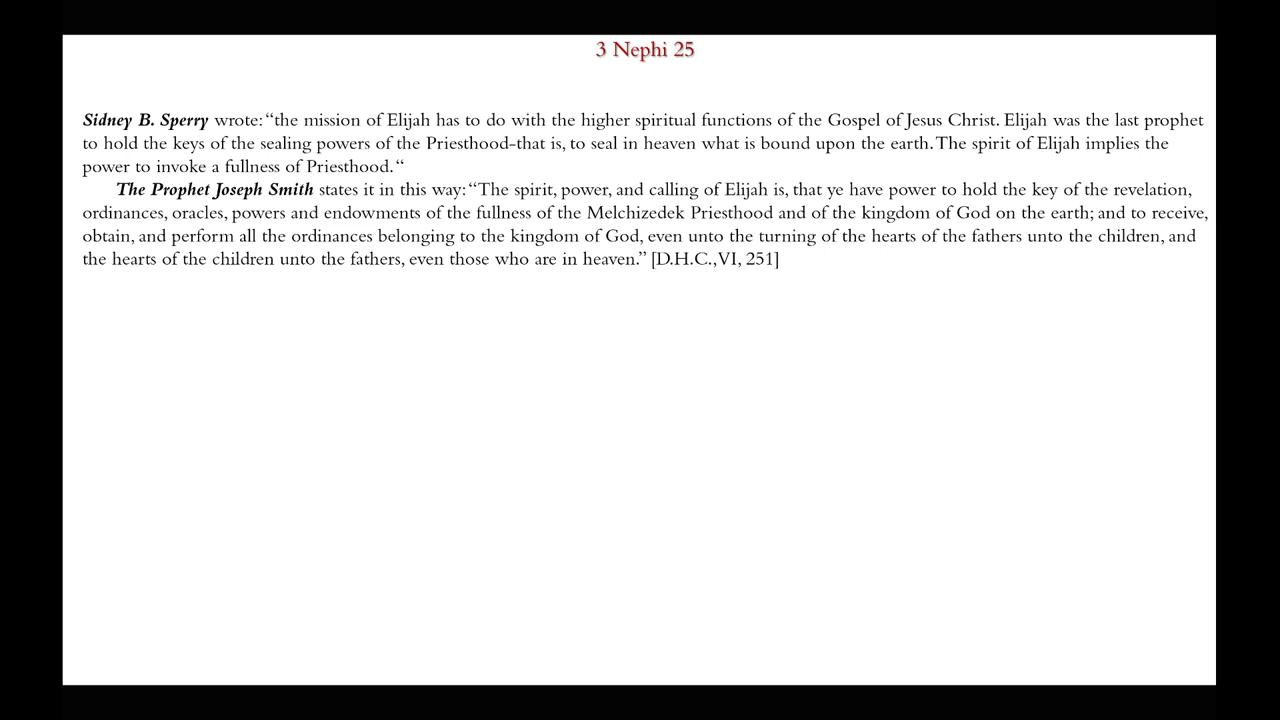 3 Nephi 25
Sidney B. Sperry wrote: “the mission of Elijah has to do with the higher spiritual functions of the Gospel of Jesus Christ. Elijah was the last prophet
to hold the keys of the sealing powers of the Priesthood-that is, to seal in heaven what is bound upon the earth. The spirit of Elijah implies the
power to invoke a fullness of Priesthood. “
The Prophet Joseph Smith states it in this way: “The spirit, power, and calling of Elijah is, that ye have power to hold the key of the revelation,
ordinances, oracles, powers and endowments of the fullness of the Melchizedek Priesthood and of the kingdom of God on the earth; and to receive,
obtain, and perform all the ordinances belonging to the kingdom of God, even unto the turning of the hearts of the fathers unto the children, and
the hearts of the children unto the fathers, even those who are in heaven.” [D.H.C., VI, 251]